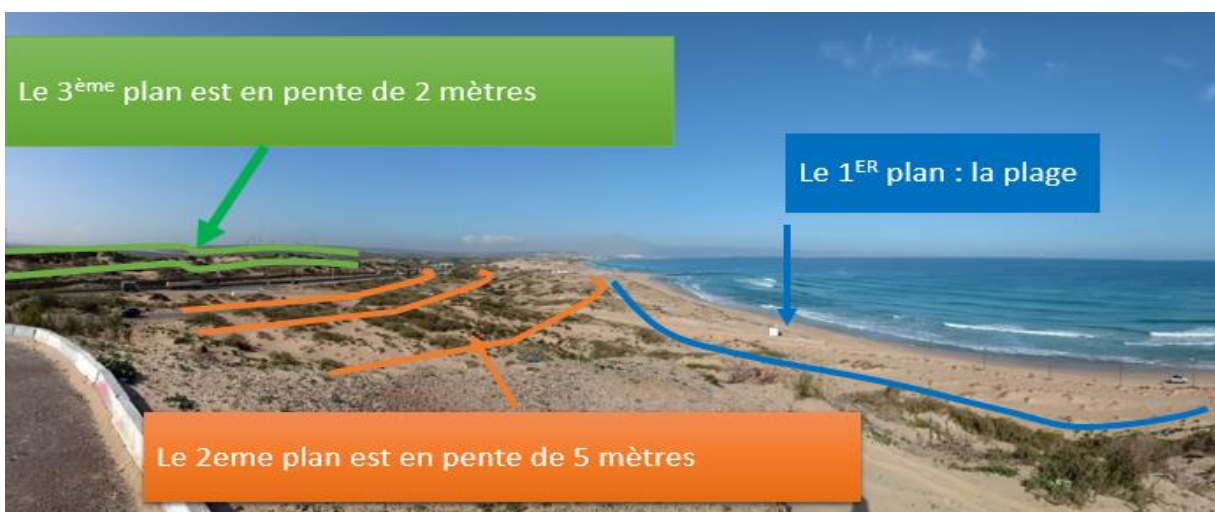 Le 3ème plan est en pente de 2 mètres
Le 1ER plan : la plage
Le 2eme plan est en pente de 5 mètres